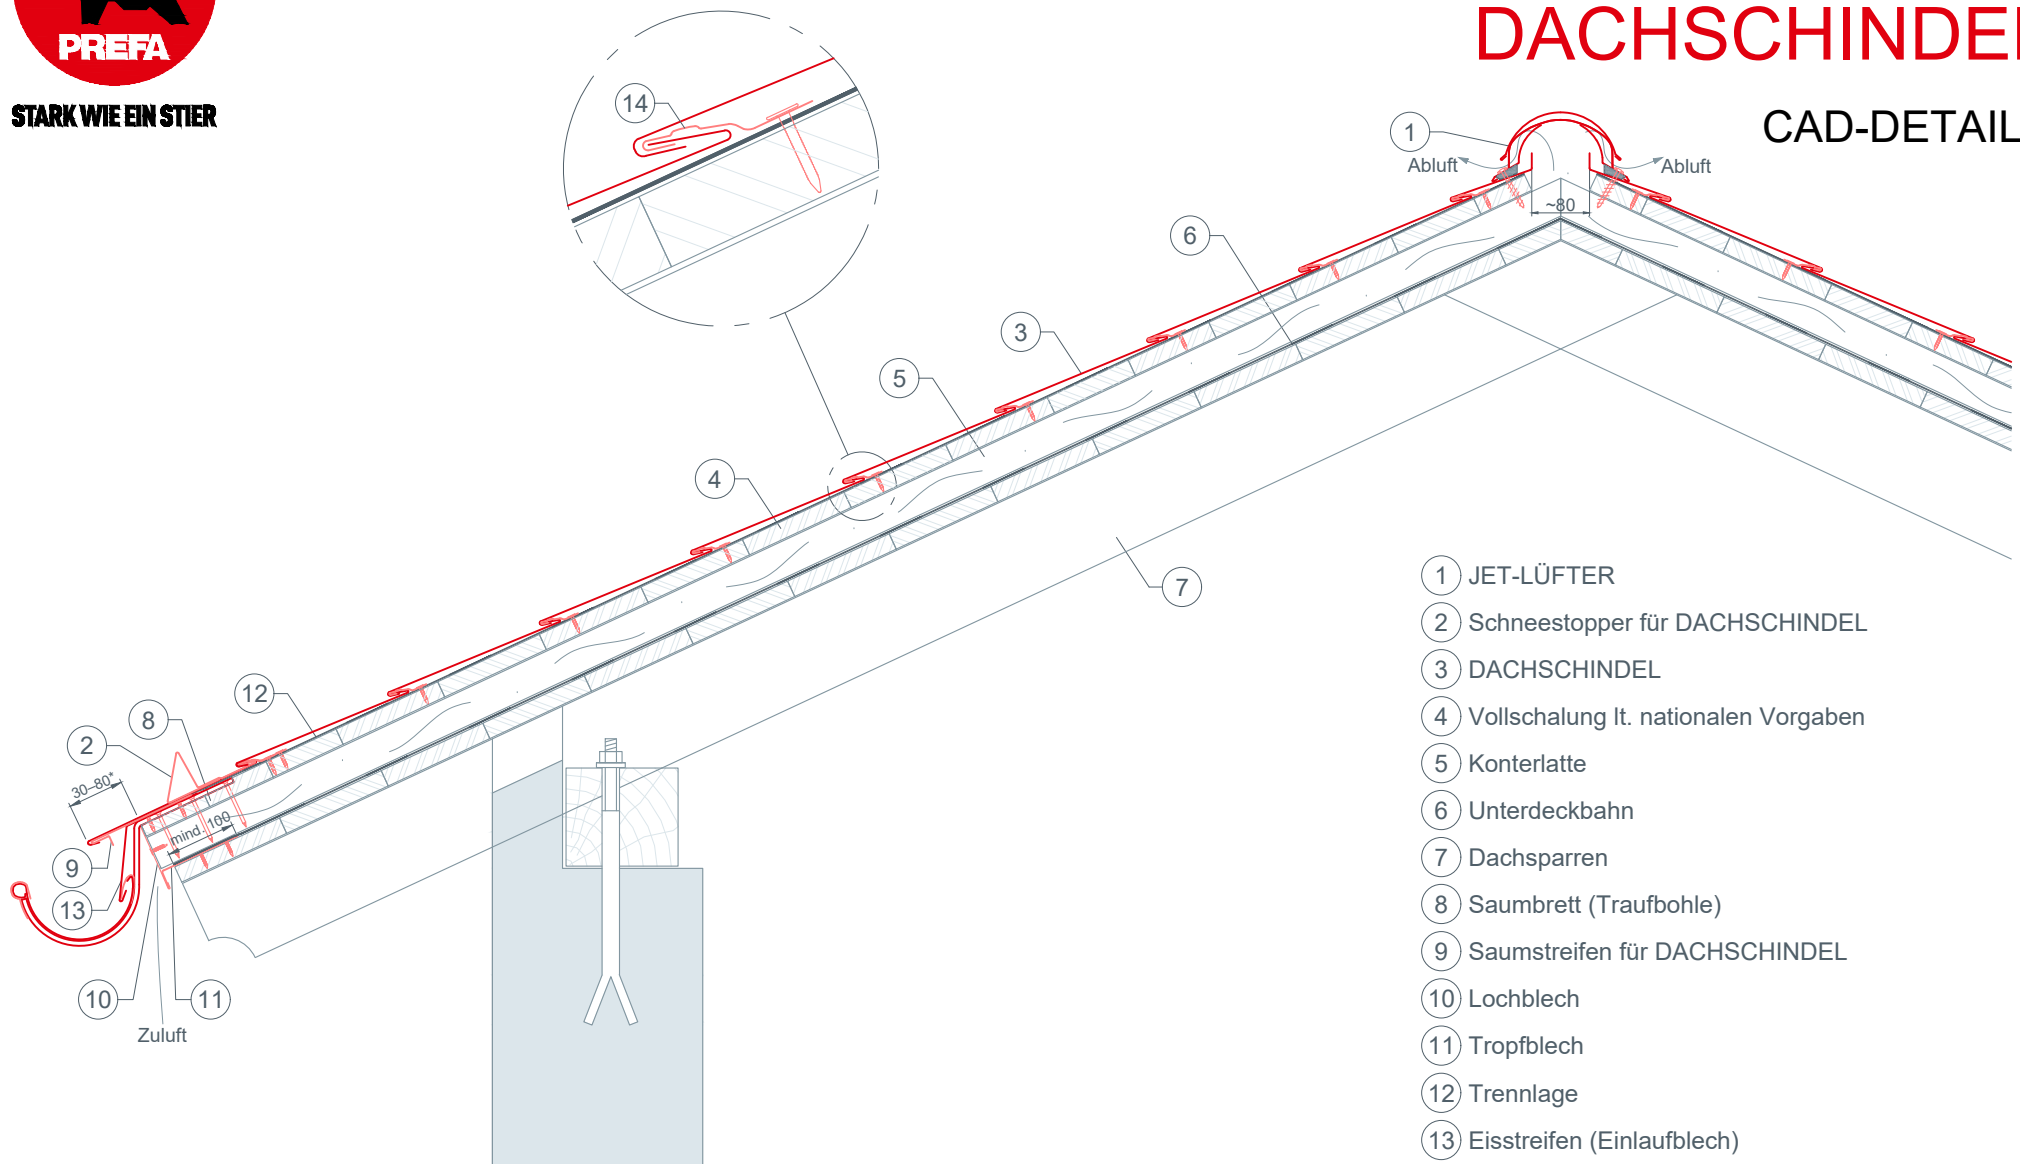 PREFA
STARK WIE EIN STIER
DACHSCHINDEL
CAD-DETAIL
14
1
Abluft
Abluft
~80
6
3
5
4
7
12
8
2
30–80*
mind. 100
9
13
10
11
Zuluft
1 JET-LÜFTER
2 Schneestopper für DACHSCHINDEL
3 DACHSCHINDEL
4 Vollschalung lt. nationalen Vorgaben
5 Konterlatte
6 Unterdeckbahn
7 Dachsparren
8 Saumbrett (Traufbohle)
9 Saumstreifen für DACHSCHINDEL
10 Lochblech
11 Tropfblech
12 Trennlage
13 Eisstreifen (Einlaufblech)